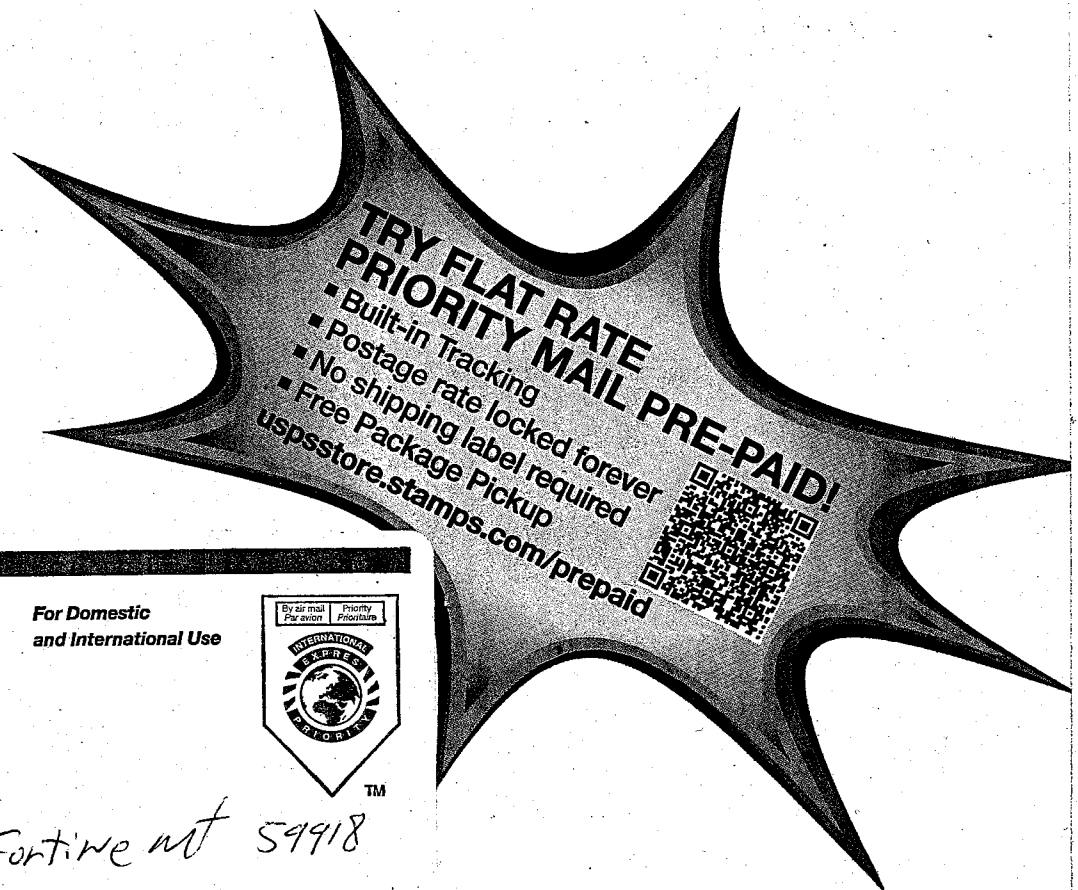 TRY FLAT RATE
PRIORITY MAIL PRE-PAID!
▪ Built-in Tracking
▪ Postage rate locked forever
▪ No shipping label required
▪ Free Package Pickup
uspsstore.stamps.com/prepaid
For Domestic
and International Use
By air mail
Par avion
Priority
Prioritaire
INTERNATIONAL
EXPRES
PRIORITY
TM
Fortine mt 59918